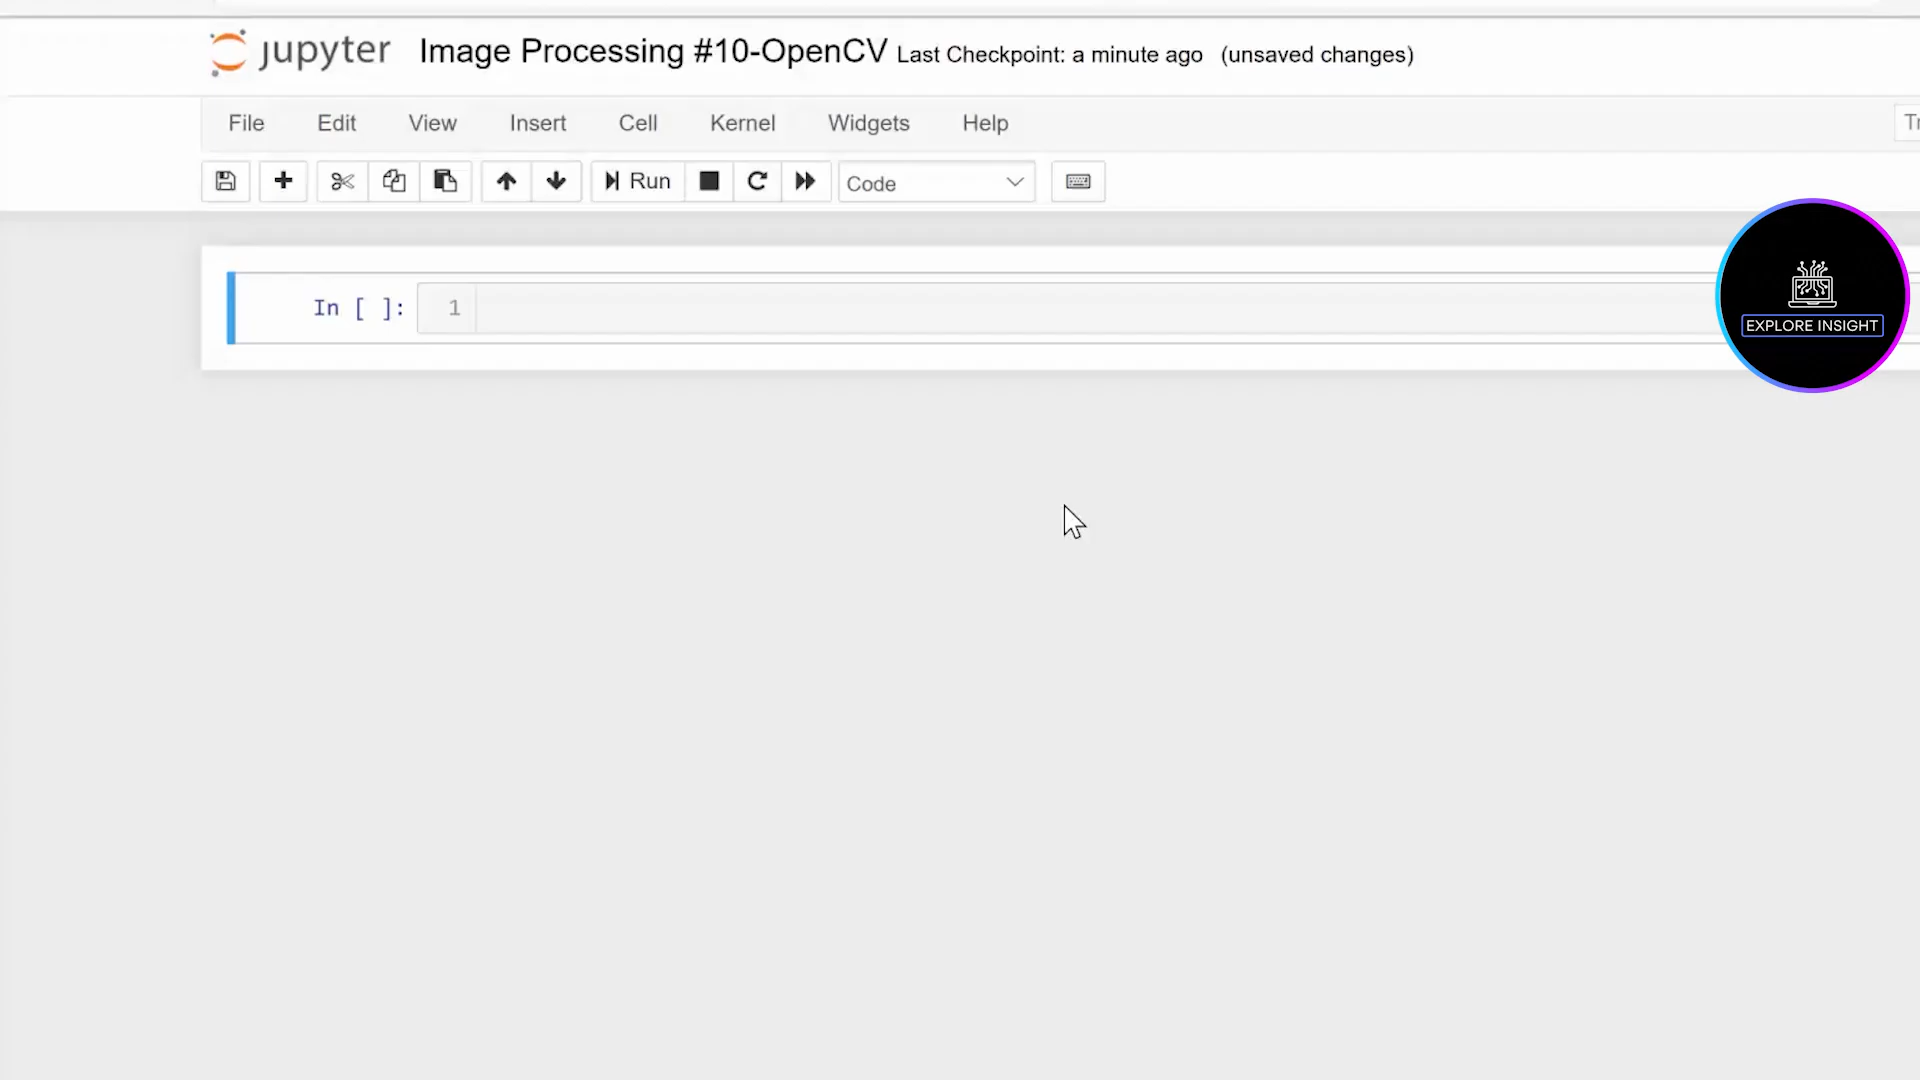 jupyter Image Processing #10-OpenCV Last Checkpoint: a minute ago (unsaved changes)
File Edit View Insert Cell Kernel Widgets Help Tr
Run Code
EXPLORE INSIGHT
In [ ]: 1